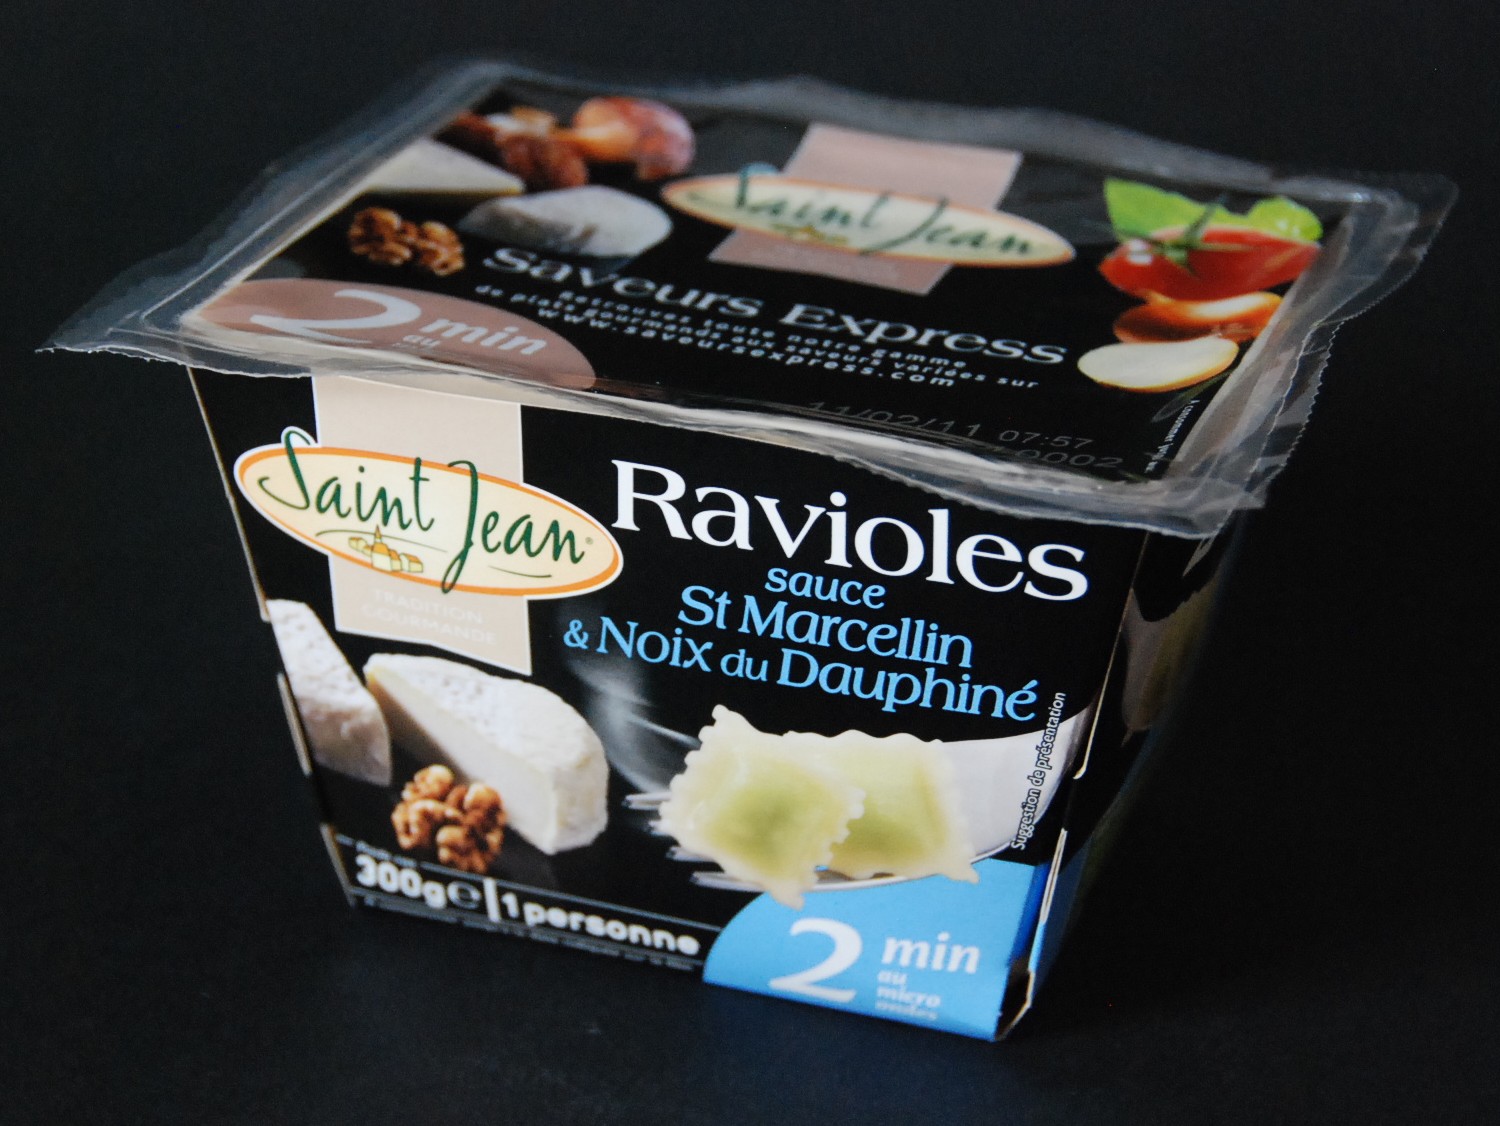 Saint Jean
Saveurs Express
Retrouvez toute notre gamme
de plats gourmands aux saveurs variées sur
www.saveursexpress.com
2 min
au
11/02/11 07:57
0002
Saint Jean
TRADITION
GOURMANDE
Ravioles
sauce
St Marcellin
& Noix du Dauphiné
Suggestion de présentation
300g e | 1 personne
2 min
au
micro
ondes